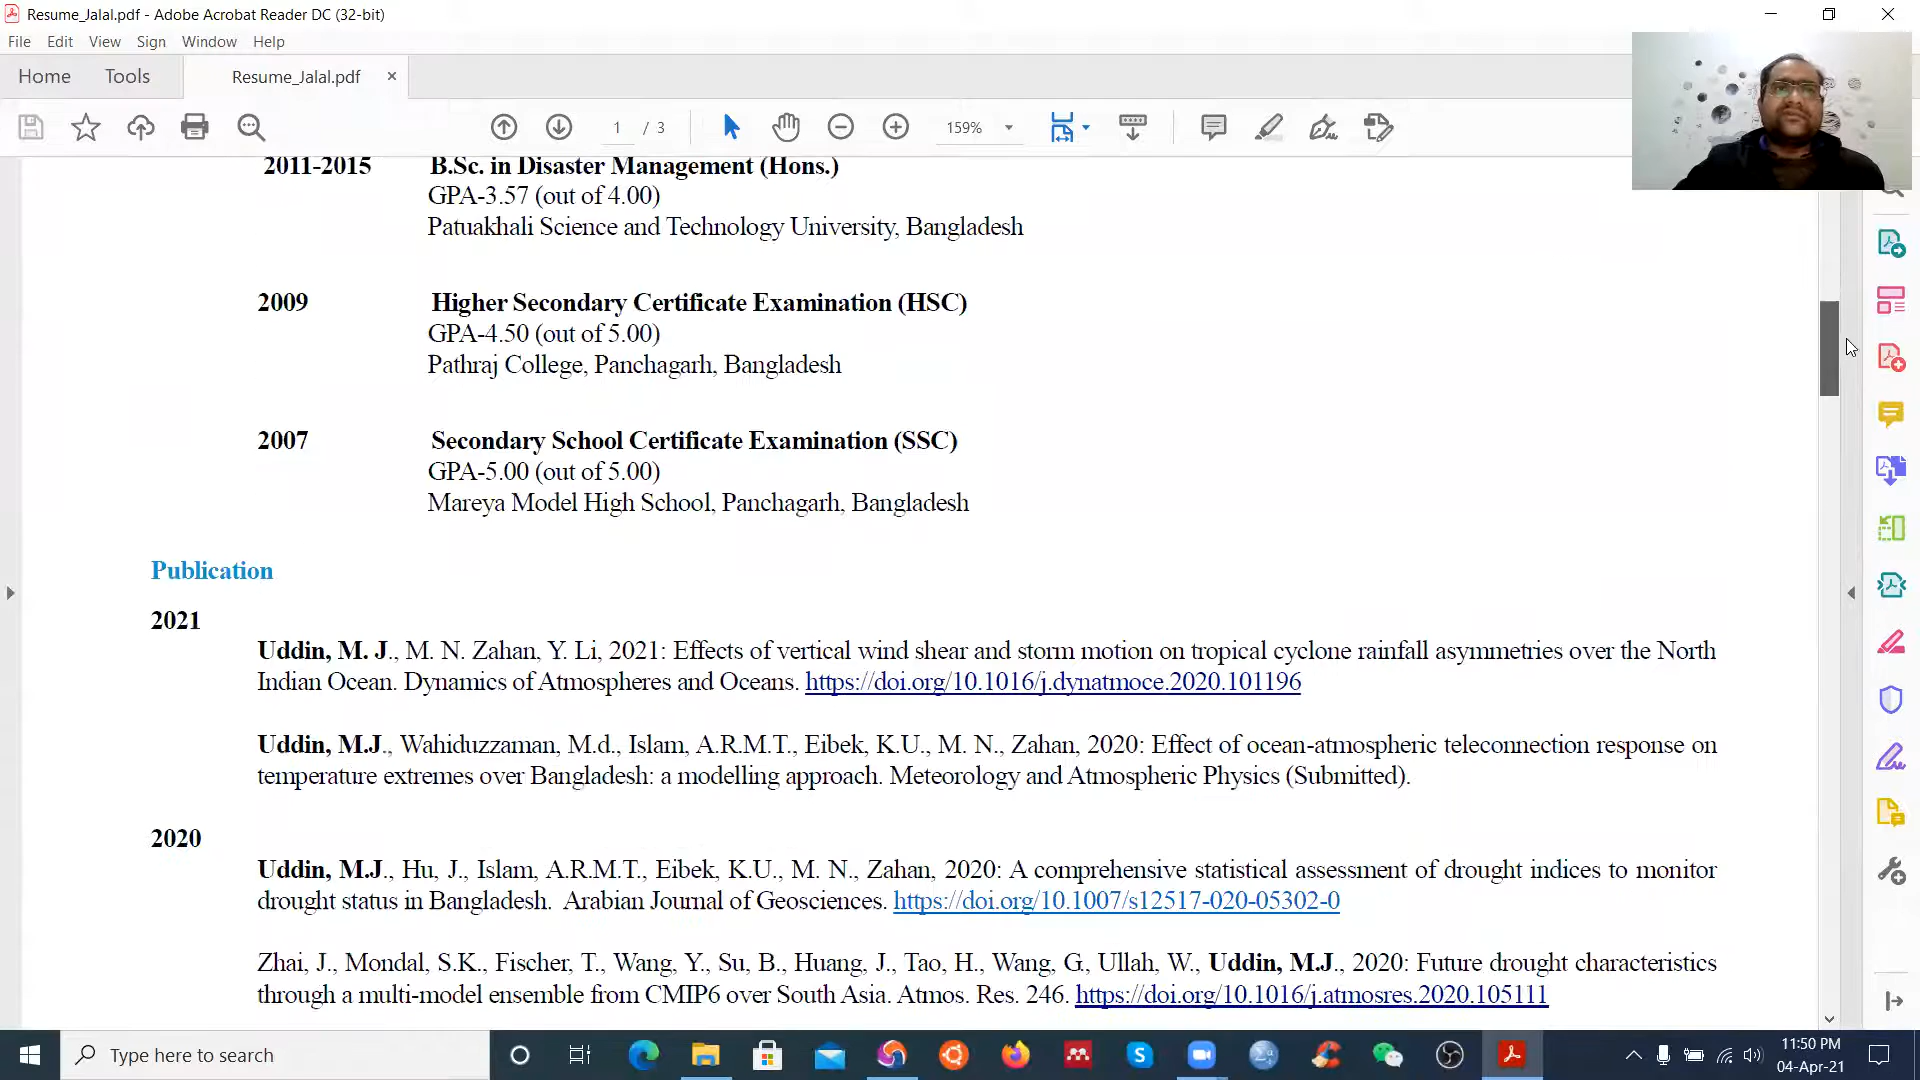 Resume_Jalal.pdf - Adobe Acrobat Reader DC (32-bit)
File Edit View Sign Window Help
Home Tools Resume_Jalal.pdf ×
1 / 3 159%
2011-2015 B.Sc. in Disaster Management (Hons.)
GPA-3.57 (out of 4.00)
Patuakhali Science and Technology University, Bangladesh
2009 Higher Secondary Certificate Examination (HSC)
GPA-4.50 (out of 5.00)
Pathraj College, Panchagarh, Bangladesh
2007 Secondary School Certificate Examination (SSC)
GPA-5.00 (out of 5.00)
Mareya Model High School, Panchagarh, Bangladesh
Publication
2021
Uddin, M. J., M. N. Zahan, Y. Li, 2021: Effects of vertical wind shear and storm motion on tropical cyclone rainfall asymmetries over the North
Indian Ocean. Dynamics of Atmospheres and Oceans. https://doi.org/10.1016/j.dynatmoce.2020.101196
Uddin, M.J., Wahiduzzaman, M.d., Islam, A.R.M.T., Eibek, K.U., M. N., Zahan, 2020: Effect of ocean-atmospheric teleconnection response on
temperature extremes over Bangladesh: a modelling approach. Meteorology and Atmospheric Physics (Submitted).
2020
Uddin, M.J., Hu, J., Islam, A.R.M.T., Eibek, K.U., M. N., Zahan, 2020: A comprehensive statistical assessment of drought indices to monitor
drought status in Bangladesh. Arabian Journal of Geosciences. https://doi.org/10.1007/s12517-020-05302-0
Zhai, J., Mondal, S.K., Fischer, T., Wang, Y., Su, B., Huang, J., Tao, H., Wang, G., Ullah, W., Uddin, M.J., 2020: Future drought characteristics
through a multi-model ensemble from CMIP6 over South Asia. Atmos. Res. 246. https://doi.org/10.1016/j.atmosres.2020.105111
Type here to search
11:50 PM
04-Apr-21